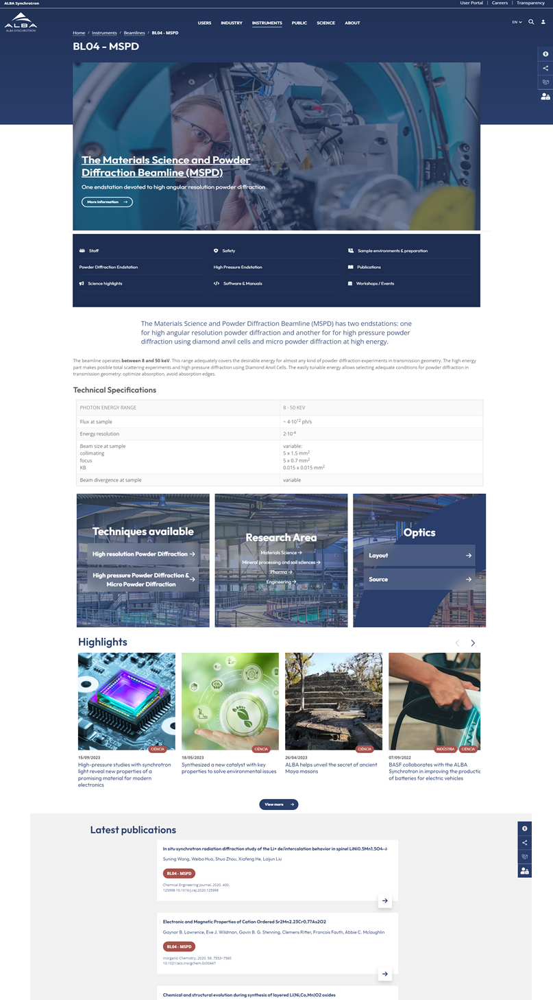 ALBA Synchrotron
User Portal | Careers | Transparency
ALBA
ALBA SYNCHROTRON
USERS INDUSTRY INSTRUMENTS PUBLIC SCIENCE ABOUT
EN
Home / Instruments / Beamlines / BL04 - MSPD
BL04 - MSPD
The Materials Science and Powder
Diffraction Beamline (MSPD)
One endstation devoted to high angular resolution powder diffraction
More information →
Staff
Safety
Sample environments & preparation
Powder Diffraction Endstation
High Pressure Endstation
Publications
Science highlights
Software & Manuals
Workshops / Events
The Materials Science and Powder Diffraction Beamline (MSPD) has two endstations: one
for high angular resolution powder diffraction and another for for high pressure powder
diffraction using diamond anvil cells and micro powder diffraction at high energy.
The beamline operates between 8 and 50 keV. This range adequately covers the desirable energy for almost any kind of powder diffraction experiments in transmission geometry. The high energy
part makes posible total scattering experiments and high pressure diffraction using Diamond Anvil Cells. The easily tunable energy allows selecting adequate conditions for powder diffraction in
transmission geometry: optimize absorption, avoid absorption edges.
Technical Specifications
PHOTON ENERGY RANGE 8 - 50 KEV
Flux at sample ~ 4·10¹² ph/s
Energy resolution 2·10⁻⁴
Beam size at sample variable:
collimating 5 x 1.5 mm²
focus 5 x 0.7 mm²
KB 0.015 x 0.015 mm²
Beam divergence at sample variable
Techniques available
High resolution Powder Diffraction →
High pressure Powder Diffraction & →
Micro Powder Diffraction
Research Area
Materials Science →
Mineral processing and soil sciences →
Pharma →
Engineering →
Optics
Layout →
Source →
Highlights
CIÈNCIA
15/09/2023
High-pressure studies with synchrotron
light reveal new properties of a
promising material for modern
electronics
CO₂
CIÈNCIA
18/05/2023
Synthesized a new catalyst with key
properties to solve environmental issues
CIÈNCIA
26/04/2023
ALBA helps unveil the secret of ancient
Maya masons
INDÚSTRIA CIÈNCIA
07/09/2022
BASF collaborates with the ALBA
Synchrotron in improving the productic
of batteries for electric vehicles
View more →
Latest publications
In situ synchrotron radiation diffraction study of the Li+ de/intercalation behavior in spinel LiNi0.5Mn1.5O4-δ
Suning Wang, Weibo Hua, Shuo Zhou, Xiafeng He, Laijun Liu
BL04 - MSPD
Chemical Engineering Journal, 2020, 400,
125998 10.1016/j.cej.2020.125998
→
Electronic and Magnetic Properties of Cation Ordered Sr2Mn2.23Cr0.77As2O2
Gaynor B. Lawrence, Eve J. Wildman, Gavin B. G. Stenning, Clemens Ritter, Francois Fauth, Abbie C. Mclaughlin
BL04 - MSPD
Inorganic Chemistry, 2020, 59, 7553–7560
10.1021/acs.inorgchem.0c00447
→
Chemical and structural evolution during synthesis of layered Li(Ni,Co,Mn)O2 oxides